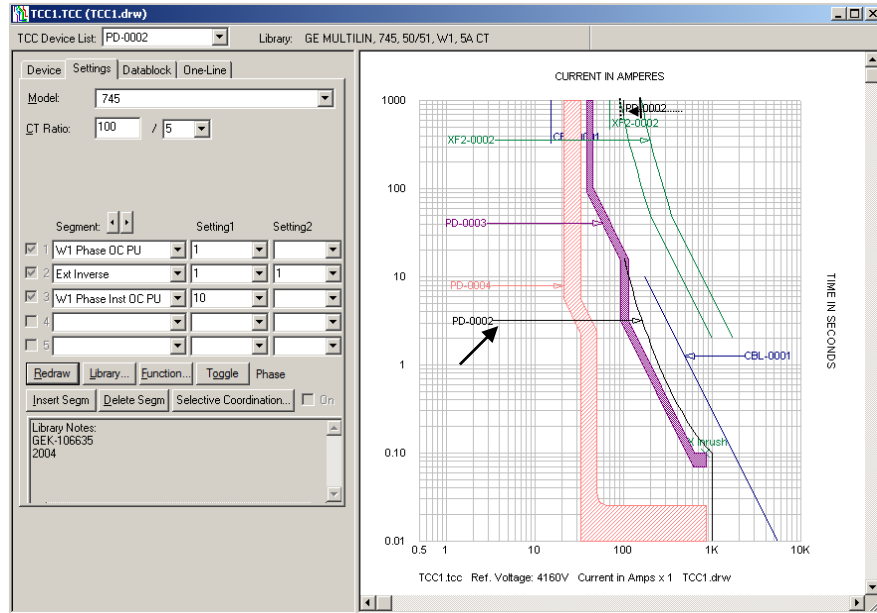 TCC1.TCC (TCC1.drw)
TCC Device List: PD-0002 Library: GE MULTILIN, 745, 50/51, W1, 5A CT
Device Settings Datablock One-Line
Model: 745
CT Ratio: 100 / 5
Segment: Setting1 Setting2
1 W1 Phase OC PU 1
2 Ext Inverse 1 1
3 W1 Phase Inst OC PU 10
4
5
Redraw Library... Function... Toggle Phase
Insert Segm Delete Segm Selective Coordination... On
Library Notes:
GEK-106635
2004
CURRENT IN AMPERES
1000
PD-0002
XF2-0002
XF2-0002
100
PD-0003
10
PD-0004
PD-0002
CBL-0001
1
X Inrush
0.10
0.01
0.5 1 10 100 1K 10K
TIME IN SECONDS
TCC1.tcc Ref. Voltage: 4160V Current in Amps x 1 TCC1.drw